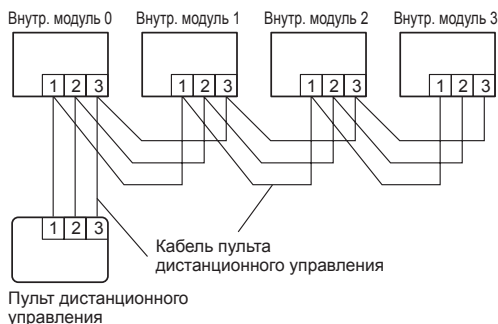 Внутр. модуль 0 Внутр. модуль 1 Внутр. модуль 2 Внутр. модуль 3
1 2 3 1 2 3 1 2 3 1 2 3
1 2 3
Кабель пульта
дистанционного управления
Пульт дистанционного
управления